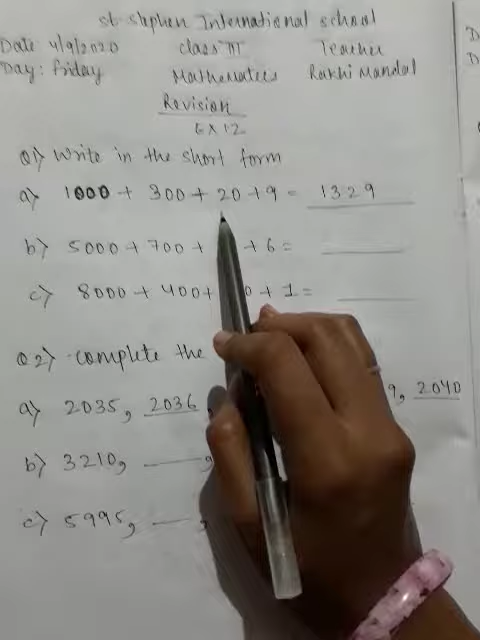 St. Stephen International School
Date 4/9/2020 Class III Teacher
Day: Friday Mathematics Rakhi Mandal
Revision
Ex 12
Q1) Write in the short form
a) 1000 + 300 + 20 + 9 = 1329
b) 5000 + 700 + + 6 =
c) 8000 + 400 + 0 + 1 =
Q2) Complete the
a) 2035, 2036, 9, 2040
b) 3210,
c) 5995,